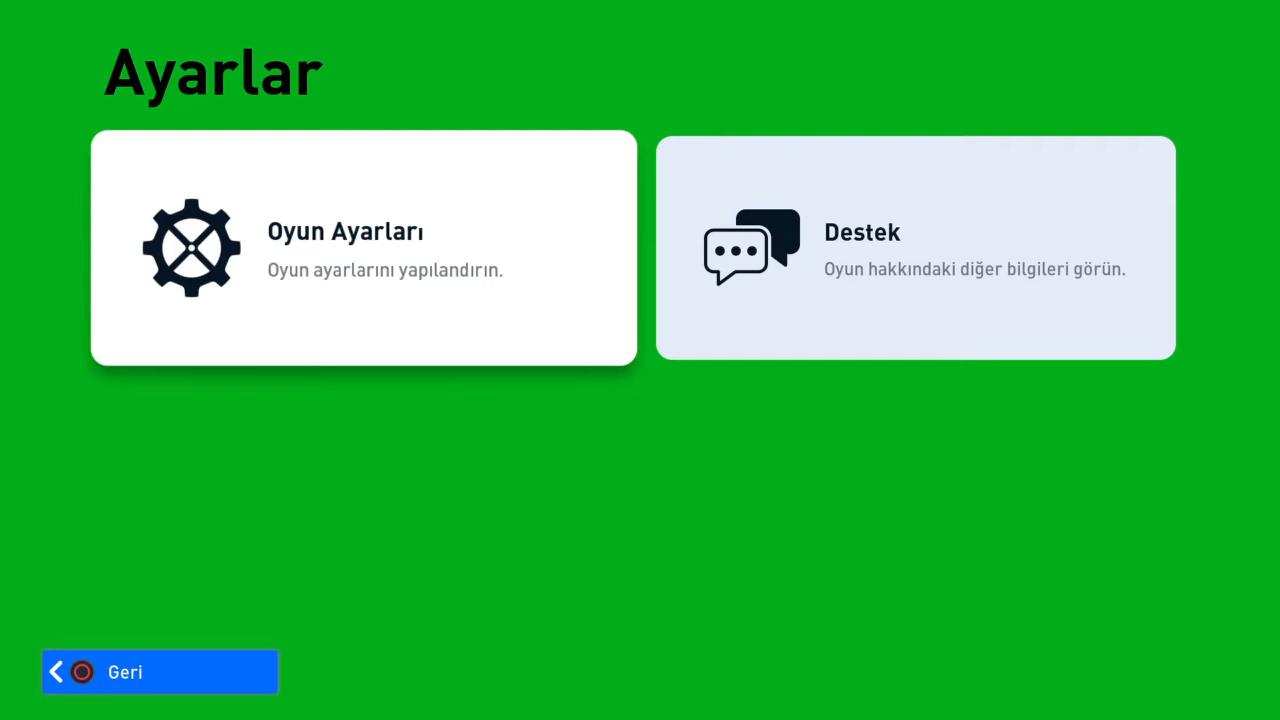 Ayarlar
Oyun Ayarları
Oyun ayarlarını yapılandırın.
Destek
Oyun hakkındaki diğer bilgileri görün.
Geri